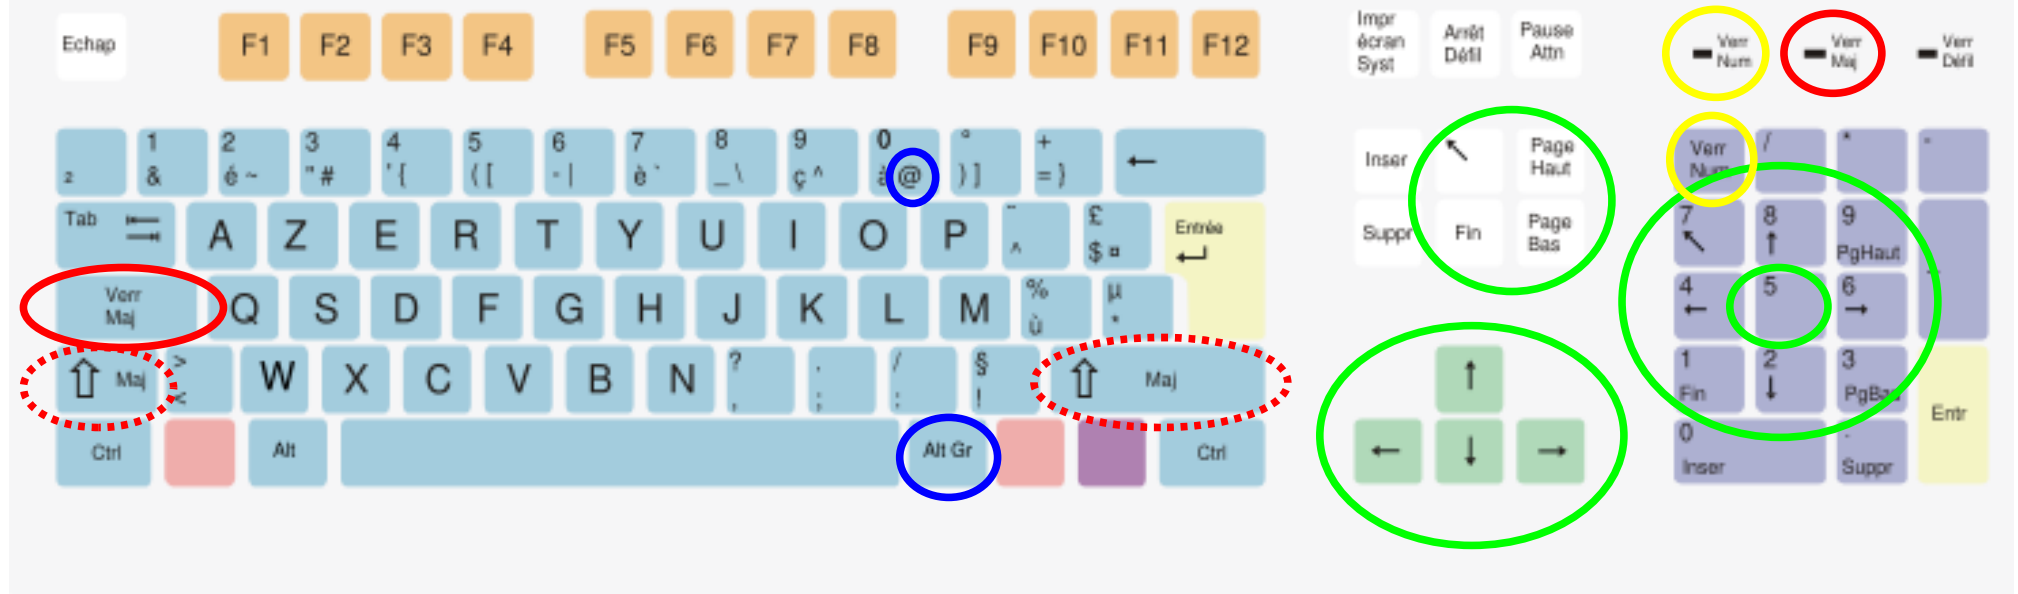 Echap F1 F2 F3 F4 F5 F6 F7 F8 F9 F10 F11 F12
Impr
écran
Syst
Arrêt
Défil
Pause
Attn
Verr
Num
Verr
Maj
Verr
Défil
²
1
&
2
é ~
3
" #
4
' {
5
( [
6
- |
7
è `
8
_ \
9
ç ^
0
à @
°
) ]
+
= }
←
Inser
↖
Page
Haut
Verr
Num
/
*
-
Tab
A Z E R T Y U I O P
¨
^
£
$ ¤
Entrée
↵
Suppr
Fin
Page
Bas
7
↖
8
↑
9
PgHaut
+
Verr
Maj
Q S D F G H J K L M
%
ù
µ
*
4
←
5
6
→
⇧ Maj
>
<
W X C V B N
?
,
.
;
/
:
§
!
⇧ Maj
↑
1
Fin
2
↓
3
PgBas
Entr
Ctrl
Alt
Alt Gr
Ctrl
← ↓ →
0
Inser
.
Suppr